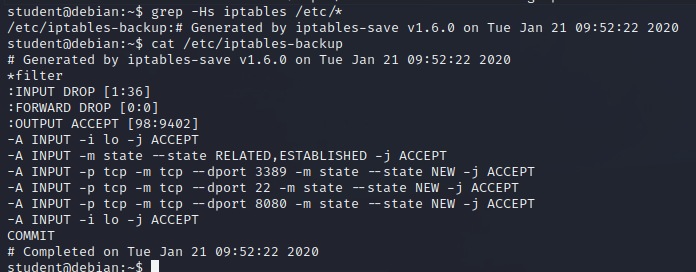 student@debian:~$ grep -Hs iptables /etc/*
/etc/iptables-backup:# Generated by iptables-save v1.6.0 on Tue Jan 21 09:52:22 2020
student@debian:~$ cat /etc/iptables-backup
# Generated by iptables-save v1.6.0 on Tue Jan 21 09:52:22 2020
*filter
:INPUT DROP [1:36]
:FORWARD DROP [0:0]
:OUTPUT ACCEPT [98:9402]
-A INPUT -i lo -j ACCEPT
-A INPUT -m state --state RELATED,ESTABLISHED -j ACCEPT
-A INPUT -p tcp -m tcp --dport 3389 -m state --state NEW -j ACCEPT
-A INPUT -p tcp -m tcp --dport 22 -m state --state NEW -j ACCEPT
-A INPUT -p tcp -m tcp --dport 8080 -m state --state NEW -j ACCEPT
-A INPUT -i lo -j ACCEPT
COMMIT
# Completed on Tue Jan 21 09:52:22 2020
student@debian:~$